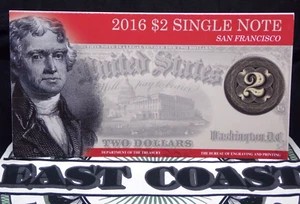 2016 $2 SINGLE NOTE
SAN FRANCISCO
United States
2
Washington, D.C.
TWO DOLLARS
DEPARTMENT OF THE TREASURY
THE BUREAU OF ENGRAVING AND PRINTING
EAST COAST